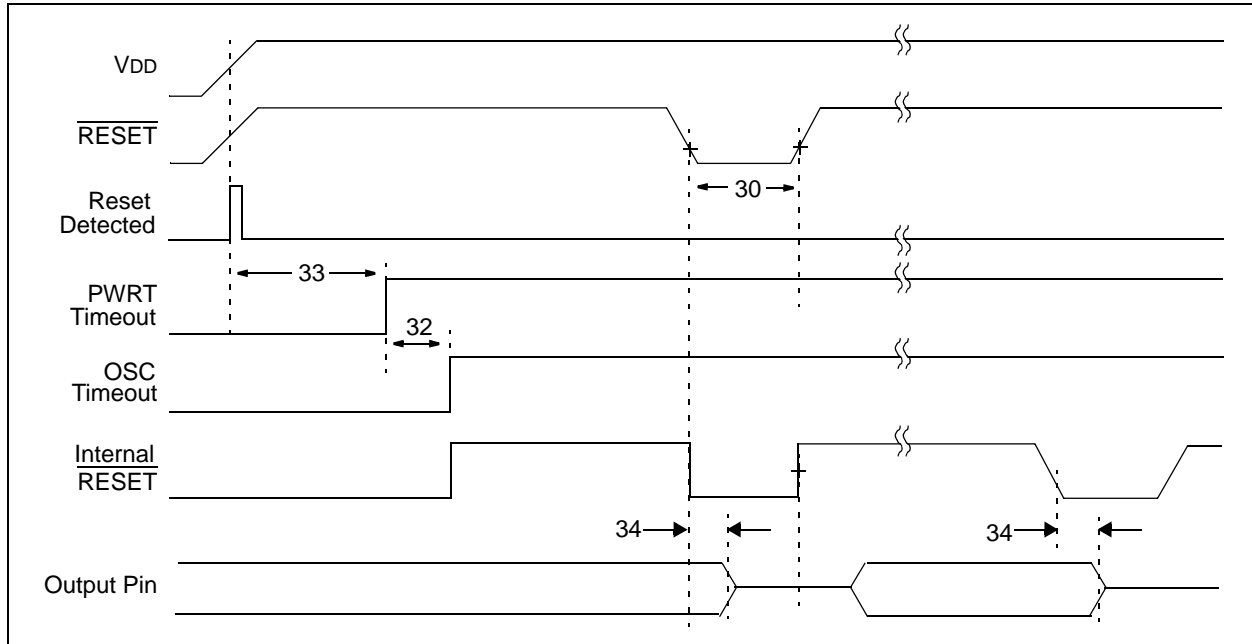 VDD
RESET
30
Reset
Detected
33
PWRT
Timeout
32
OSC
Timeout
Internal
RESET
34
34
Output Pin